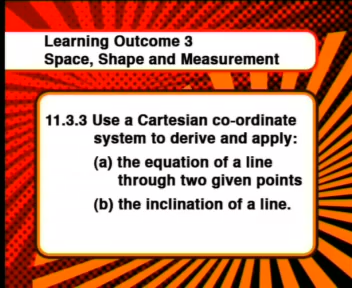 Learning Outcome 3
Space, Shape and Measurement
11.3.3 Use a Cartesian co-ordinate
system to derive and apply:
(a) the equation of a line
through two given points
(b) the inclination of a line.